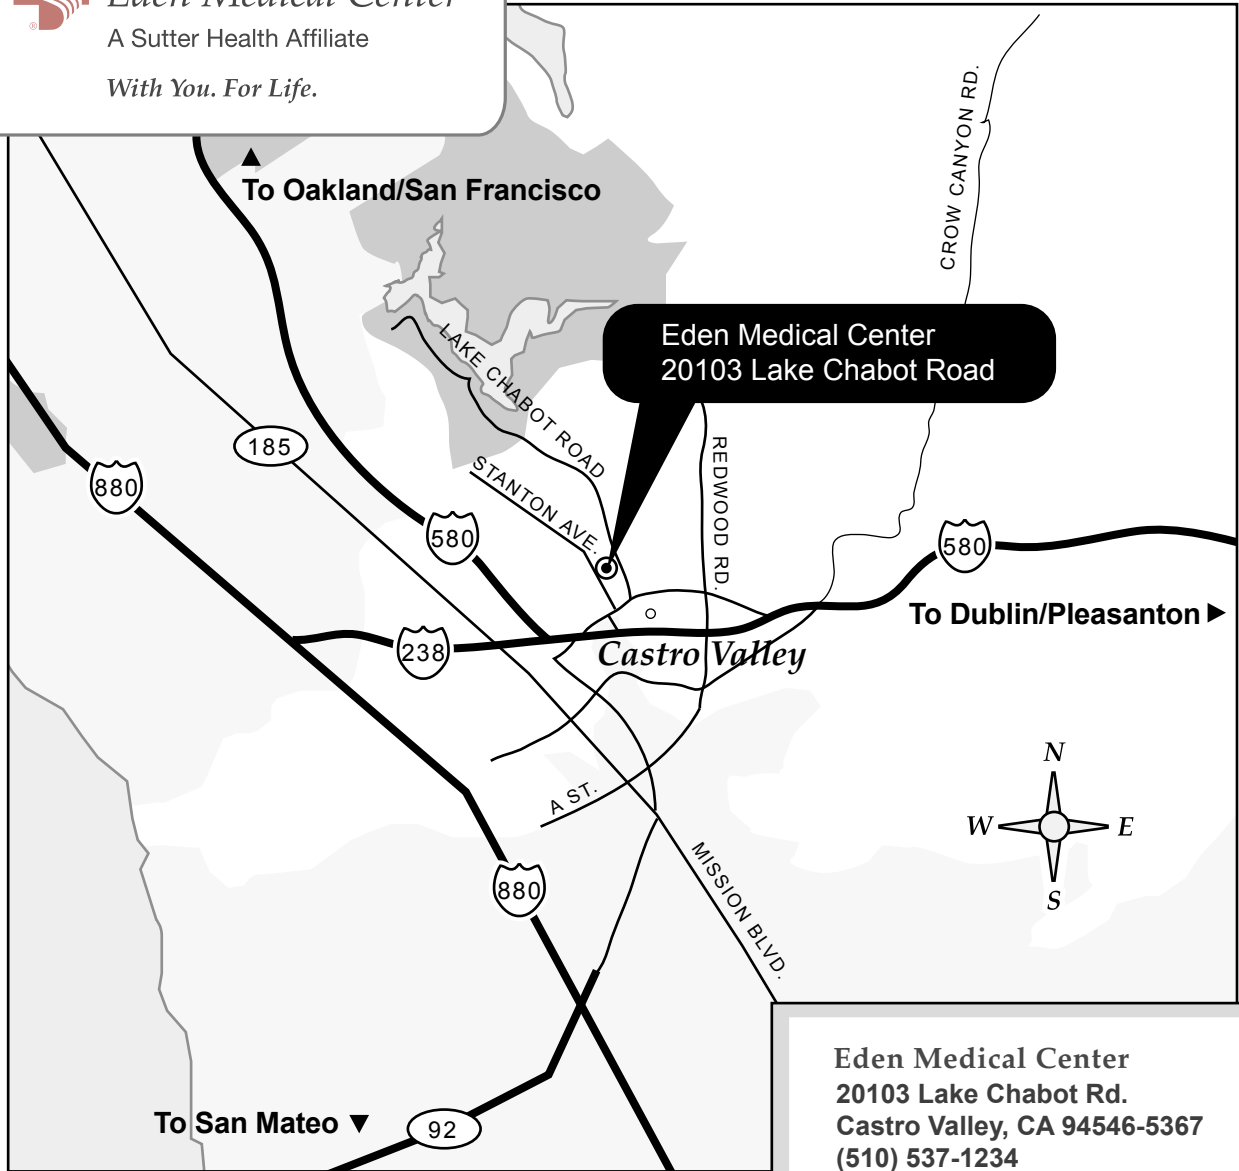 Eden Medical Center
A Sutter Health Affiliate
With You. For Life.
®
To Oakland/San Francisco
CROW CANYON RD.
Eden Medical Center
20103 Lake Chabot Road
LAKE CHABOT ROAD
185
STANTON AVE.
REDWOOD RD.
880
580
580
To Dublin/Pleasanton
238
Castro Valley
N
W
E
S
A ST.
MISSION BLVD.
880
To San Mateo
92
Eden Medical Center
20103 Lake Chabot Rd.
Castro Valley, CA 94546-5367
(510) 537-1234